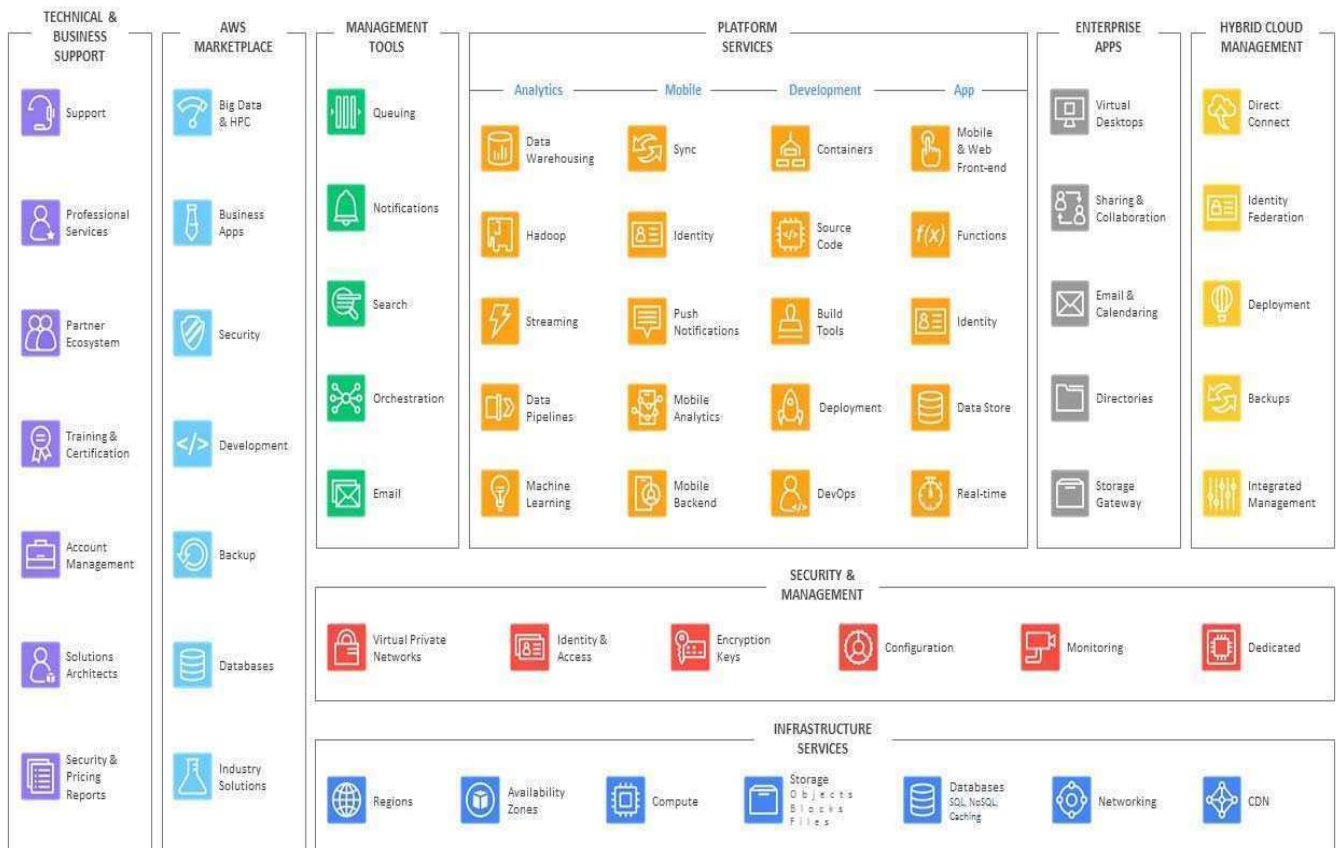 TECHNICAL &
BUSINESS
SUPPORT
Support
Professional
Services
Partner
Ecosystem
Training &
Certification
Account
Management
Solutions
Architects
Security &
Pricing
Reports
AWS
MARKETPLACE
Big Data
& HPC
Business
Apps
Security
Development
Backup
Databases
Industry
Solutions
MANAGEMENT
TOOLS
Queuing
Notifications
Search
Orchestration
Email
PLATFORM
SERVICES
Analytics
Data
Warehousing
Hadoop
Streaming
Data
Pipelines
Machine
Learning
Mobile
Sync
Identity
Push
Notifications
Mobile
Analytics
Mobile
Backend
Development
Containers
Source
Code
Build
Tools
Deployment
DevOps
App
Mobile
& Web
Front-end
f(x)
Functions
Identity
Data Store
Real-time
ENTERPRISE
APPS
Virtual
Desktops
Sharing &
Collaboration
Email &
Calendaring
Directories
Storage
Gateway
HYBRID CLOUD
MANAGEMENT
Direct
Connect
Identity
Federation
Deployment
Backups
Integrated
Management
SECURITY &
MANAGEMENT
Virtual Private
Networks
Identity &
Access
Encryption
Keys
Configuration
Monitoring
Dedicated
INFRASTRUCTURE
SERVICES
Regions
Availability
Zones
Compute
Storage
Objects
Blocks
Files
Databases
SQL, NoSQL,
Caching
Networking
CDN